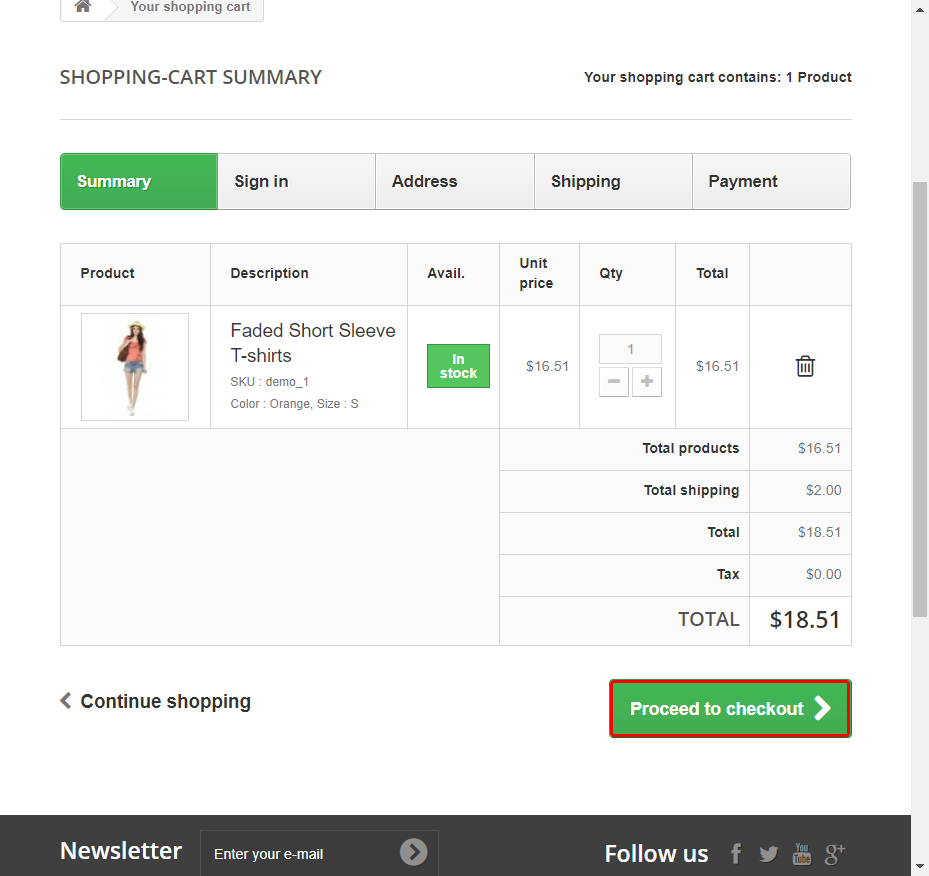 Your shopping cart
SHOPPING-CART SUMMARY
Your shopping cart contains: 1 Product
Summary
Sign in
Address
Shipping
Payment
Product
Description
Avail.
Unit
price
Qty
Total
Faded Short Sleeve
T-shirts
SKU : demo_1
Color : Orange, Size : S
In
stock
$16.51
1
$16.51
Total products $16.51
Total shipping $2.00
Total $18.51
Tax $0.00
TOTAL $18.51
Continue shopping
Proceed to checkout
Newsletter
Enter your e-mail
Follow us
You
Tube